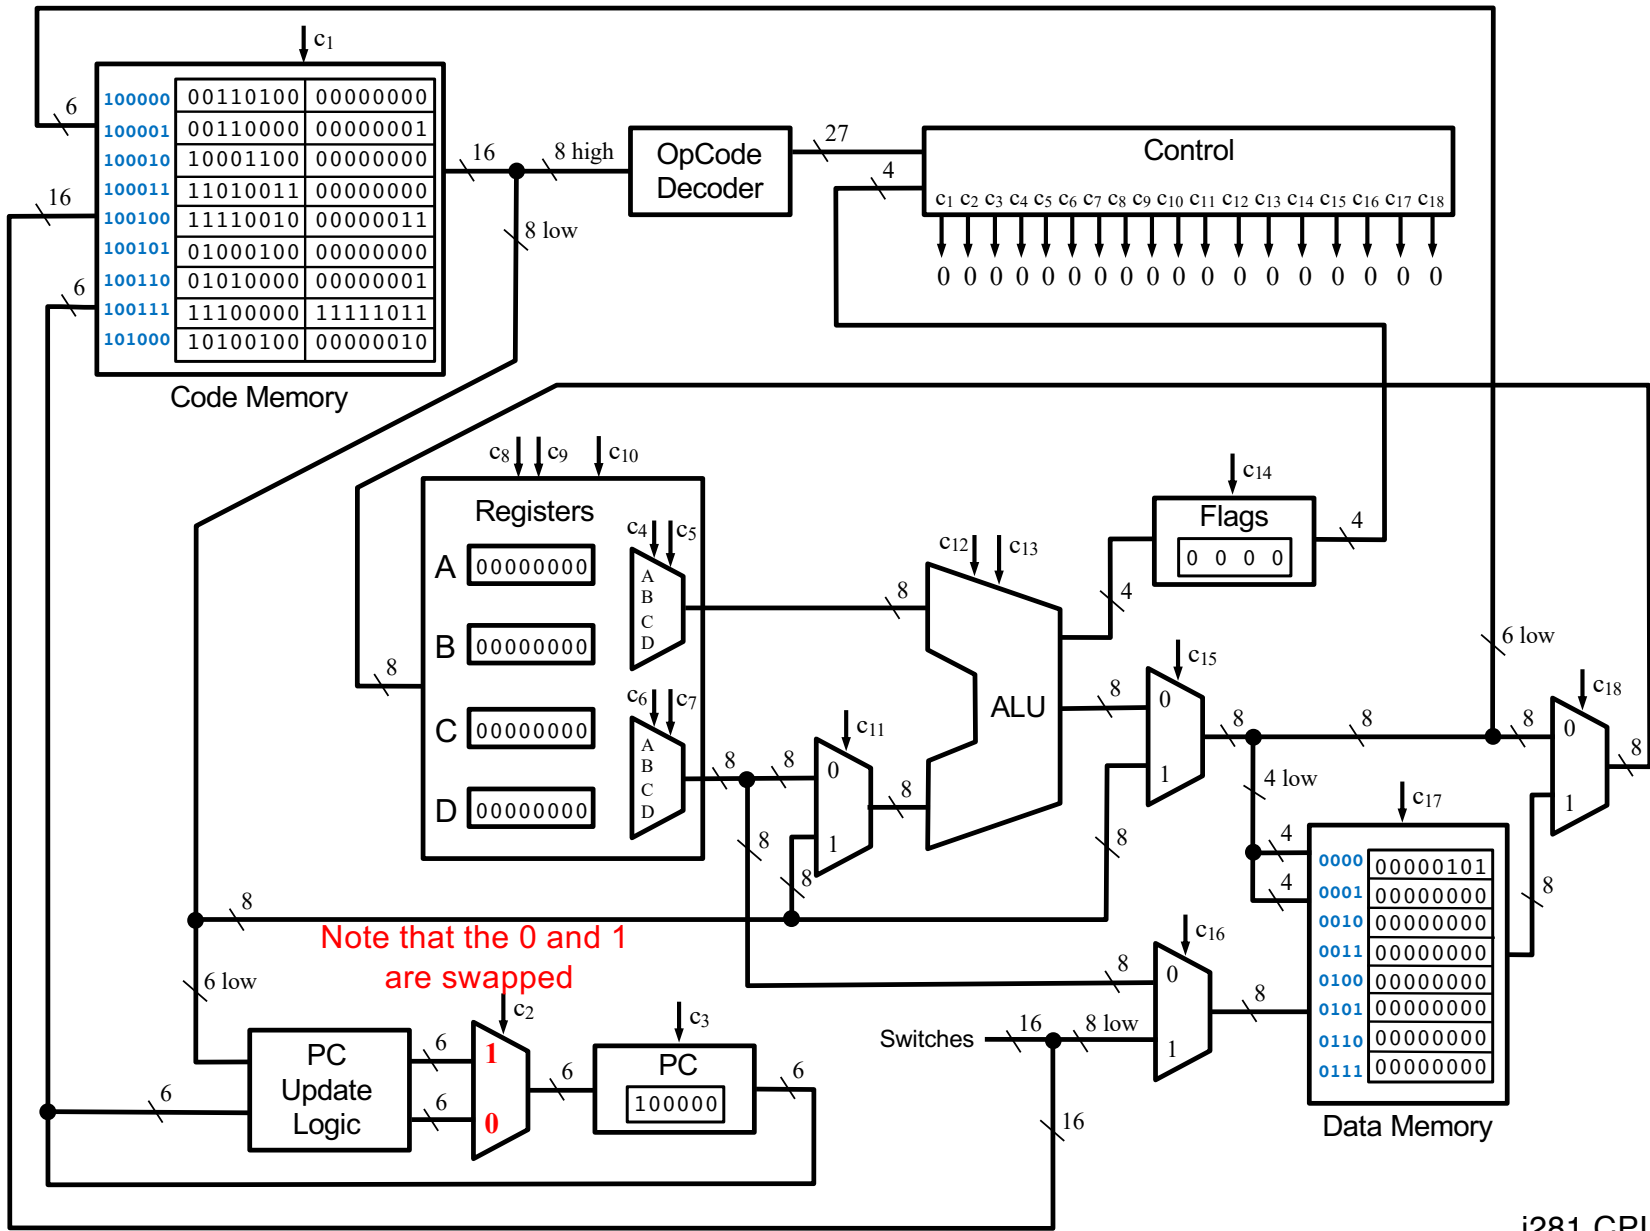 c1
100000 00110100 00000000
100001 00110000 00000001
100010 10001100 00000000
100011 11010011 00000000
100100 11110010 00000011
100101 01000100 00000000
100110 01010000 00000001
100111 11100000 11111011
101000 10100100 00000010
Code Memory
6
16
6
16
8 high
8 low
OpCode
Decoder
27
4
Control
c1 c2 c3 c4 c5 c6 c7 c8 c9 c10 c11 c12 c13 c14 c15 c16 c17 c18
0 0 0 0 0 0 0 0 0 0 0 0 0 0 0 0 0 0
c8 c9 c10
Registers
A 00000000
B 00000000
C 00000000
D 00000000
c4 c5
A
B
C
D
c6 c7
A
B
C
D
8
8
8
8
8
8
8
c11
0
1
8
c12 c13
ALU
4
8
c14
Flags
0 0 0 0
4
c15
0
1
8
8
8
8
6 low
4 low
4
4
c18
0
1
8
8
c17
0000 00000101
0001 00000000
0010 00000000
0011 00000000
0100 00000000
0101 00000000
0110 00000000
0111 00000000
Data Memory
8
Note that the 0 and 1
are swapped
6 low
6
PC
Update
Logic
6
6
c2
1
0
6
c3
PC
100000
6
Switches
16
8 low
16
8
c16
0
1
8
i281 CPU